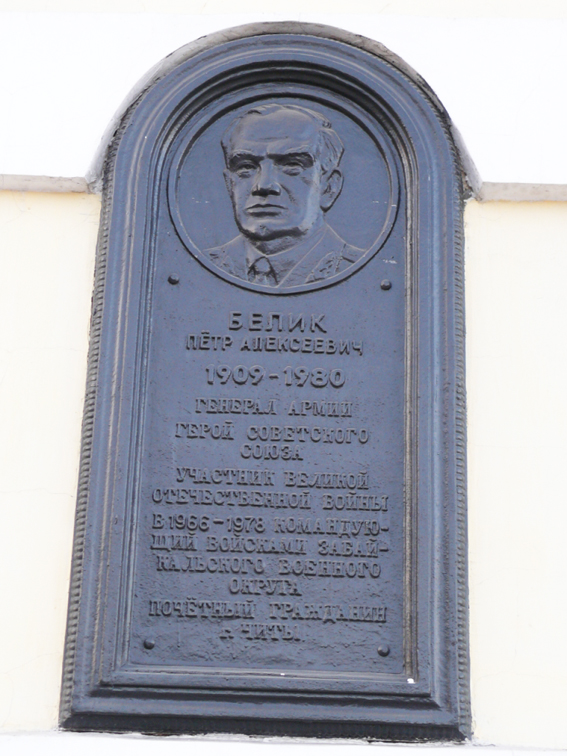 БЕЛИК
ПЁТР АЛЕКСЕЕВИЧ
1909-1980
ГЕНЕРАЛ АРМИИ
ГЕРОЙ СОВЕТСКОГО
СОЮЗА
УЧАСТНИК ВЕЛИКОЙ
ОТЕЧЕСТВЕННОЙ ВОЙНЫ
В 1966-1978 КОМАНДУЮ-
ЩИЙ ВОЙСКАМИ ЗАБАЙ-
КАЛЬСКОГО ВОЕННОГО
ОКРУГА
ПОЧЁТНЫЙ ГРАЖДАНИН
Г. ЧИТЫ.